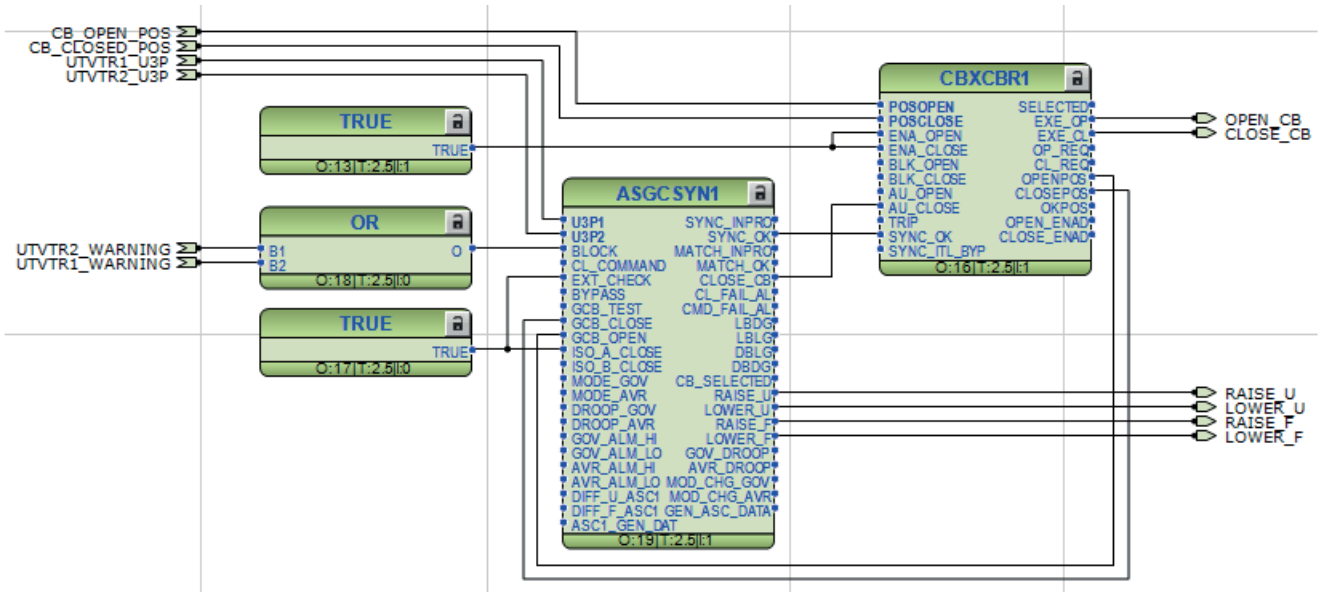 CB_OPEN_POS
CB_CLOSED_POS
UTVTR1_U3P
UTVTR2_U3P
TRUE
TRUE
O:13|T:2.5|I:1
OR
UTVTR2_WARNING
UTVTR1_WARNING
B1 O
B2
O:18|T:2.5|I:0
TRUE
TRUE
O:17|T:2.5|I:0
ASGCSYN1
U3P1 SYNC_INPRO
U3P2 SYNC_OK
BLOCK MATCH_INPRO
CL_COMMAND MATCH_OK
EXT_CHECK CLOSE_CB
BYPASS CL_FAIL_AL
GCB_TEST CMD_FAIL_AL
GCB_CLOSE LBDG
GCB_OPEN LBLG
ISO_A_CLOSE DBLG
ISO_B_CLOSE DBDG
MODE_GOV CB_SELECTED
MODE_AVR RAISE_U
DROOP_GOV LOWER_U
DROOP_AVR RAISE_F
GOV_ALM_HI LOWER_F
GOV_ALM_LO GOV_DROOP
AVR_ALM_HI AVR_DROOP
AVR_ALM_LO MOD_CHG_GOV
DIFF_U_ASC1 MOD_CHG_AVR
DIFF_F_ASC1 GEN_ASC_DATA
ASC1_GEN_DAT
O:19|T:2.5|I:1
CBXCBR1
POSOPEN SELECTED
POSCLOSE EXE_OP
ENA_OPEN EXE_CL
ENA_CLOSE OP_REQ
BLK_OPEN CL_REQ
BLK_CLOSE OPENPOS
AU_OPEN CLOSEPOS
AU_CLOSE OKPOS
TRIP OPEN_ENAD
SYNC_OK CLOSE_ENAD
SYNC_ITL_BYP
O:16|T:2.5|I:1
OPEN_CB
CLOSE_CB
RAISE_U
LOWER_U
RAISE_F
LOWER_F